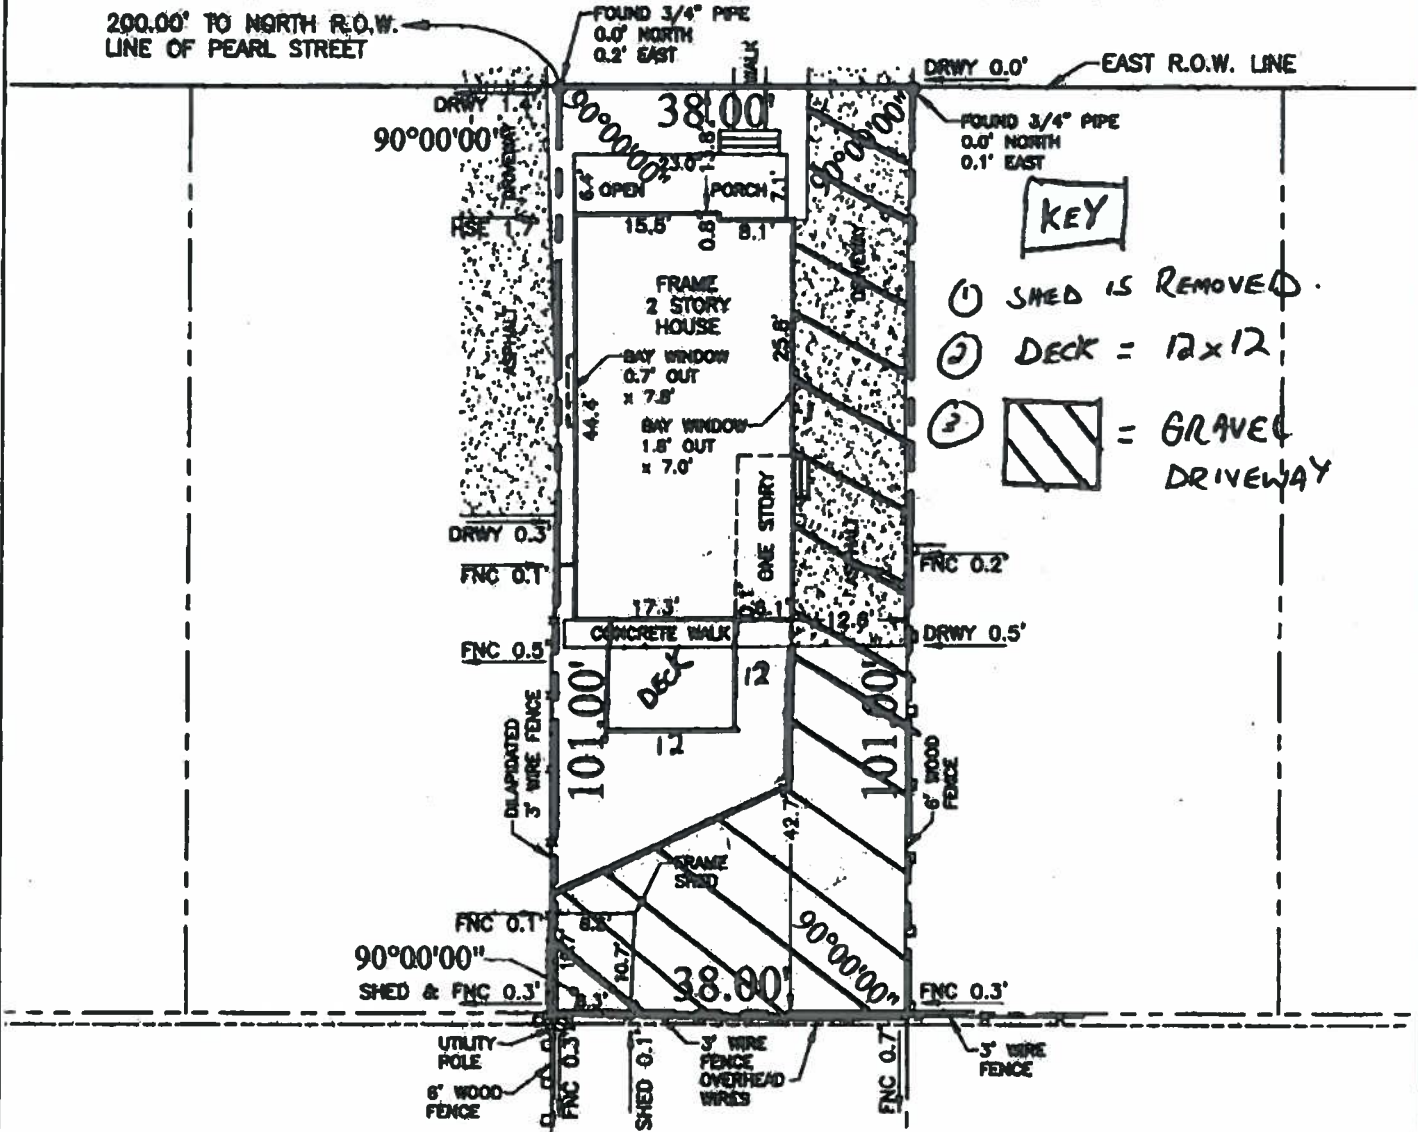 200.00' TO NORTH R.O.W.
LINE OF PEARL STREET
FOUND 3/4" PIPE
0.0' NORTH
0.2' EAST
WALK
DRWY 0.0'
EAST R.O.W. LINE
DRWY 1.4'
38.00'
90°00'00"
90°00'00"
90°00'00"
FOUND 3/4" PIPE
0.0' NORTH
0.1' EAST
DRIVEWAY
23.0'
OPEN
PORCH
7.1'
KEY
HSE 1.7'
15.5'
0.8'
8.1'
DRIVEWAY
FRAME
2 STORY
HOUSE
① SHED IS REMOVED.
25.8'
ASPHALT
BAY WINDOW
0.7' OUT
x 7.8'
② DECK = 12x12
44.4'
BAY WINDOW
1.8' OUT
x 7.0'
③ = GRAVEL
DRIVEWAY
ONE STORY
ASPHALT
DRWY 0.3'
FNC 0.1'
FNC 0.2'
17.3'
12.6'
CONCRETE WALK
DRWY 0.5'
FNC 0.5'
101.00'
DECK
12
12
101.00'
DILAPIDATED
3' WIRE FENCE
6' WOOD
FENCE
42.7'
FRAME
SHED
FNC 0.1'
90°00'00"
10.7'
38.00'
90°00'00"
SHED & FNC 0.3'
8.3'
FNC 0.3'
UTILITY
POLE
6' WOOD
FENCE
FNC 0.3'
SHED 0.1'
3' WIRE
FENCE
OVERHEAD
WIRES
FNC 0.7'
3' WIRE
FENCE